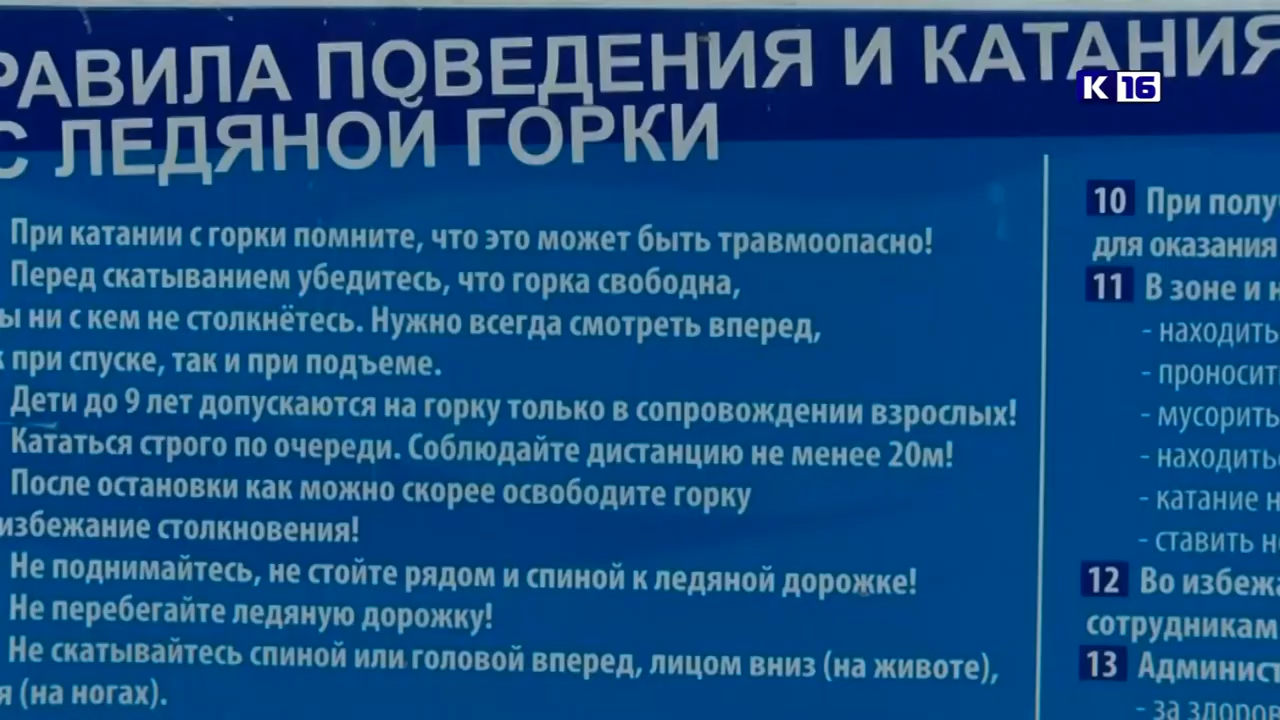 РАВИЛА ПОВЕДЕНИЯ И КАТАНИЯ
С ЛЕДЯНОЙ ГОРКИ
К 16
При катании с горки помните, что это может быть травмоопасно!
Перед скатыванием убедитесь, что горка свободна,
ы ни с кем не столкнётесь. Нужно всегда смотреть вперед,
к при спуске, так и при подъеме.
Дети до 9 лет допускаются на горку только в сопровождении взрослых!
Кататься строго по очереди. Соблюдайте дистанцию не менее 20м!
После остановки как можно скорее освободите горку
избежание столкновения!
Не поднимайтесь, не стойте рядом и спиной к ледяной дорожке!
Не перебегайте ледяную дорожку!
Не скатывайтесь спиной или головой вперед, лицом вниз (на животе),
я (на ногах).
10 При полу
для оказания
11 В зоне и н
- находить
- проносит
- мусорить
- находитьс
- катание н
- ставить н
12 Во избежа
сотрудникам
13 Админист
- за здоров